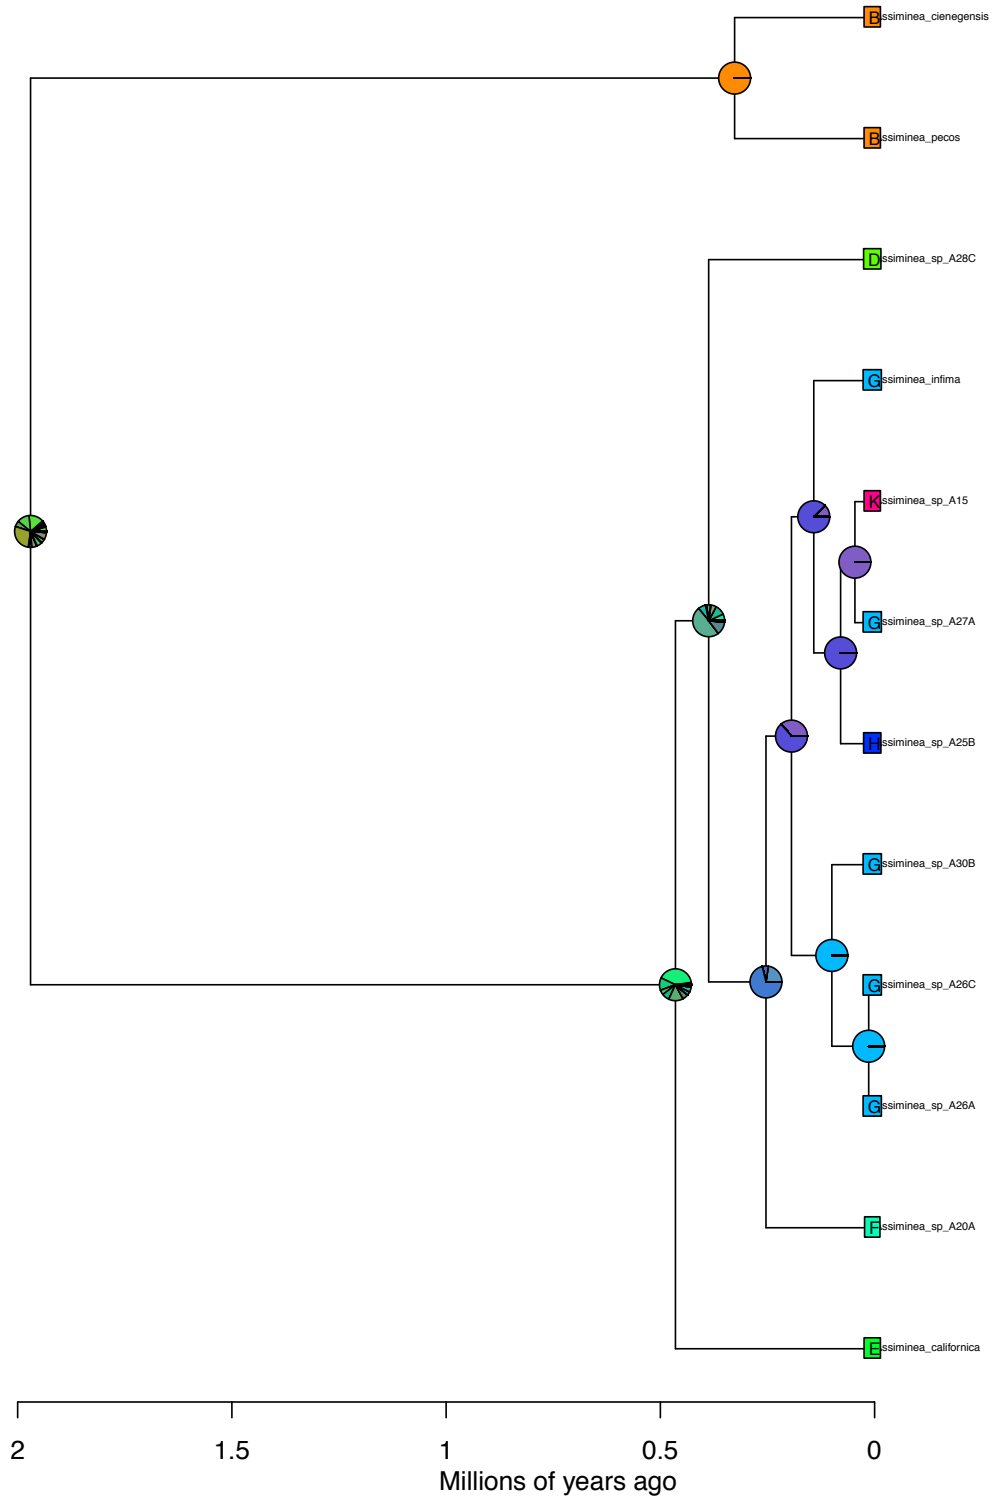 B ssiminea_cienegensis
B ssiminea_pecos
D ssiminea_sp_A28C
G ssiminea_infima
K ssiminea_sp_A15
G ssiminea_sp_A27A
H ssiminea_sp_A25B
G ssiminea_sp_A30B
G ssiminea_sp_A26C
G ssiminea_sp_A26A
F ssiminea_sp_A20A
E ssiminea_californica
2 1.5 1 0.5 0
Millions of years ago